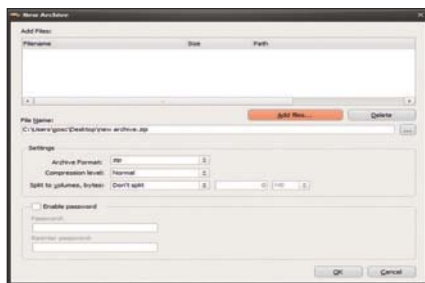 New Archive
Add Files:
Filename Size Path
Add files... Delete
File Name:
C:\Users\gsac\Desktop\new archive.zip
...
Settings
Archive Format: zip
Compression level: Normal
Split to volumes, bytes: Don't split 0 MB
Enable password
Password:
Reenter password:
OK Cancel